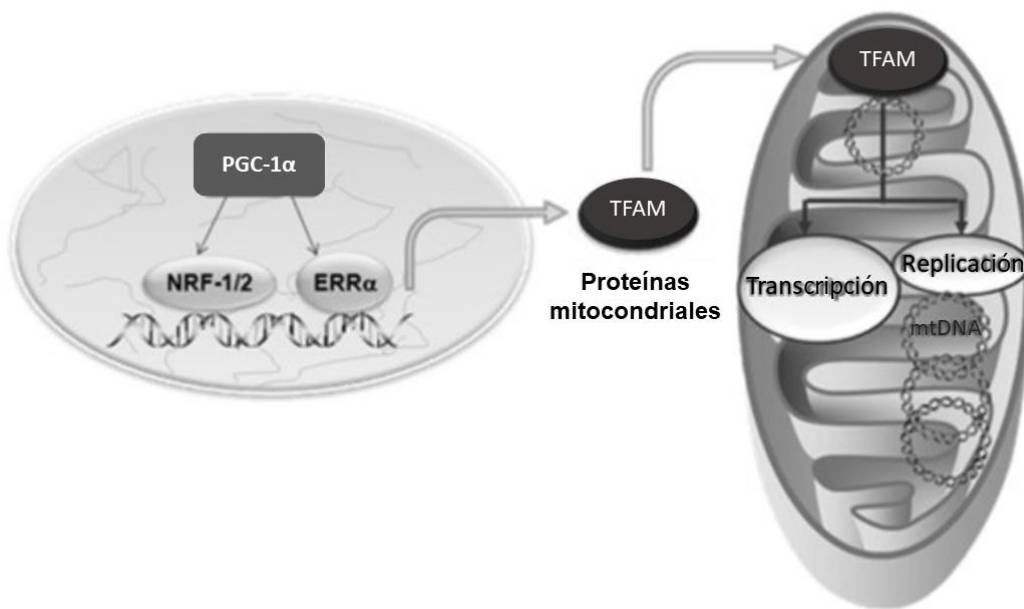 PGC-1α
NRF-1/2
ERRα
TFAM
Proteínas
mitocondriales
TFAM
Transcripción
Replicación
mtDNA